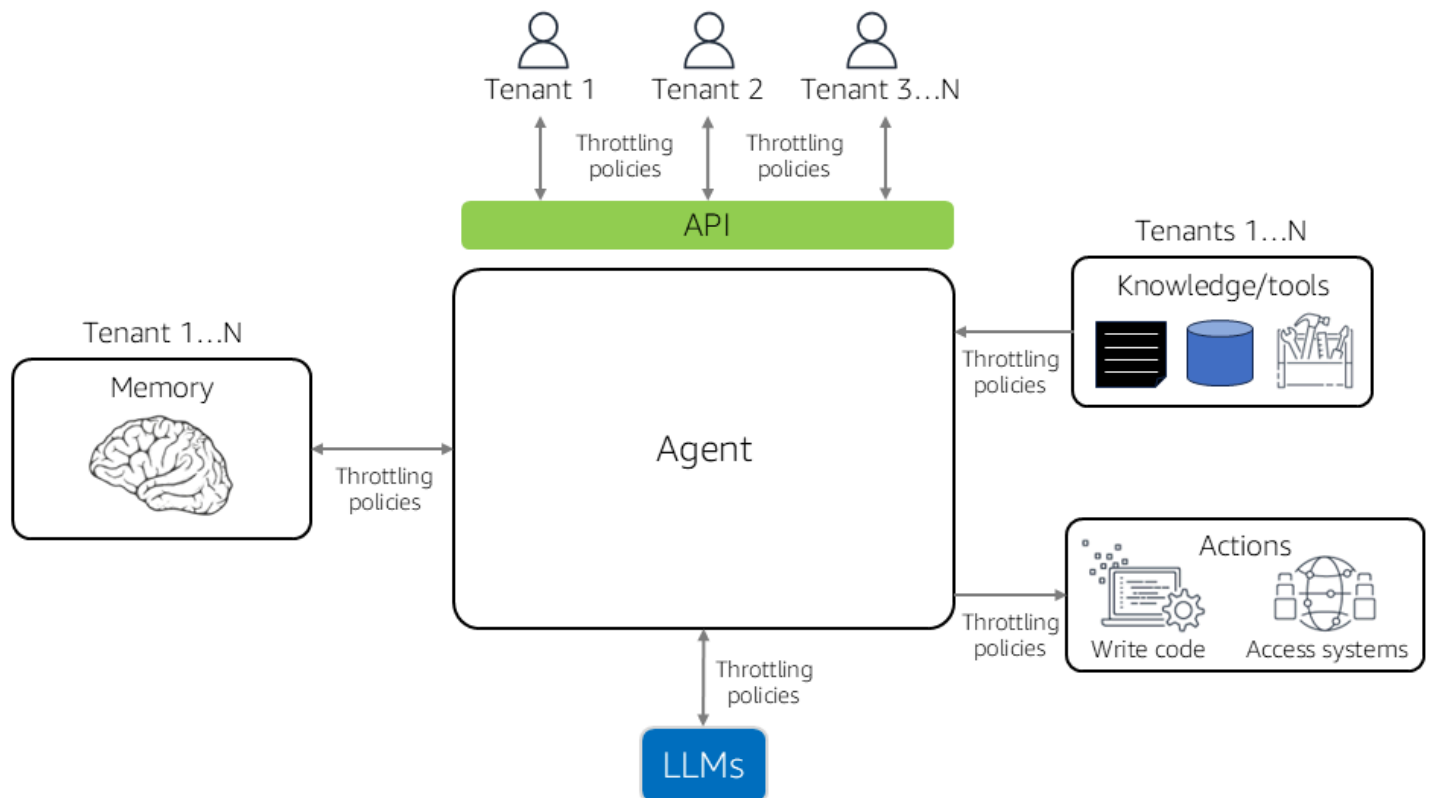 Tenant 1
Tenant 2
Tenant 3...N
Throttling
policies
Throttling
policies
API
Tenants 1...N
Knowledge/tools
Throttling
policies
Tenant 1...N
Memory
Throttling
policies
Agent
Actions
Write code
Access systems
Throttling
policies
Throttling
policies
LLMs